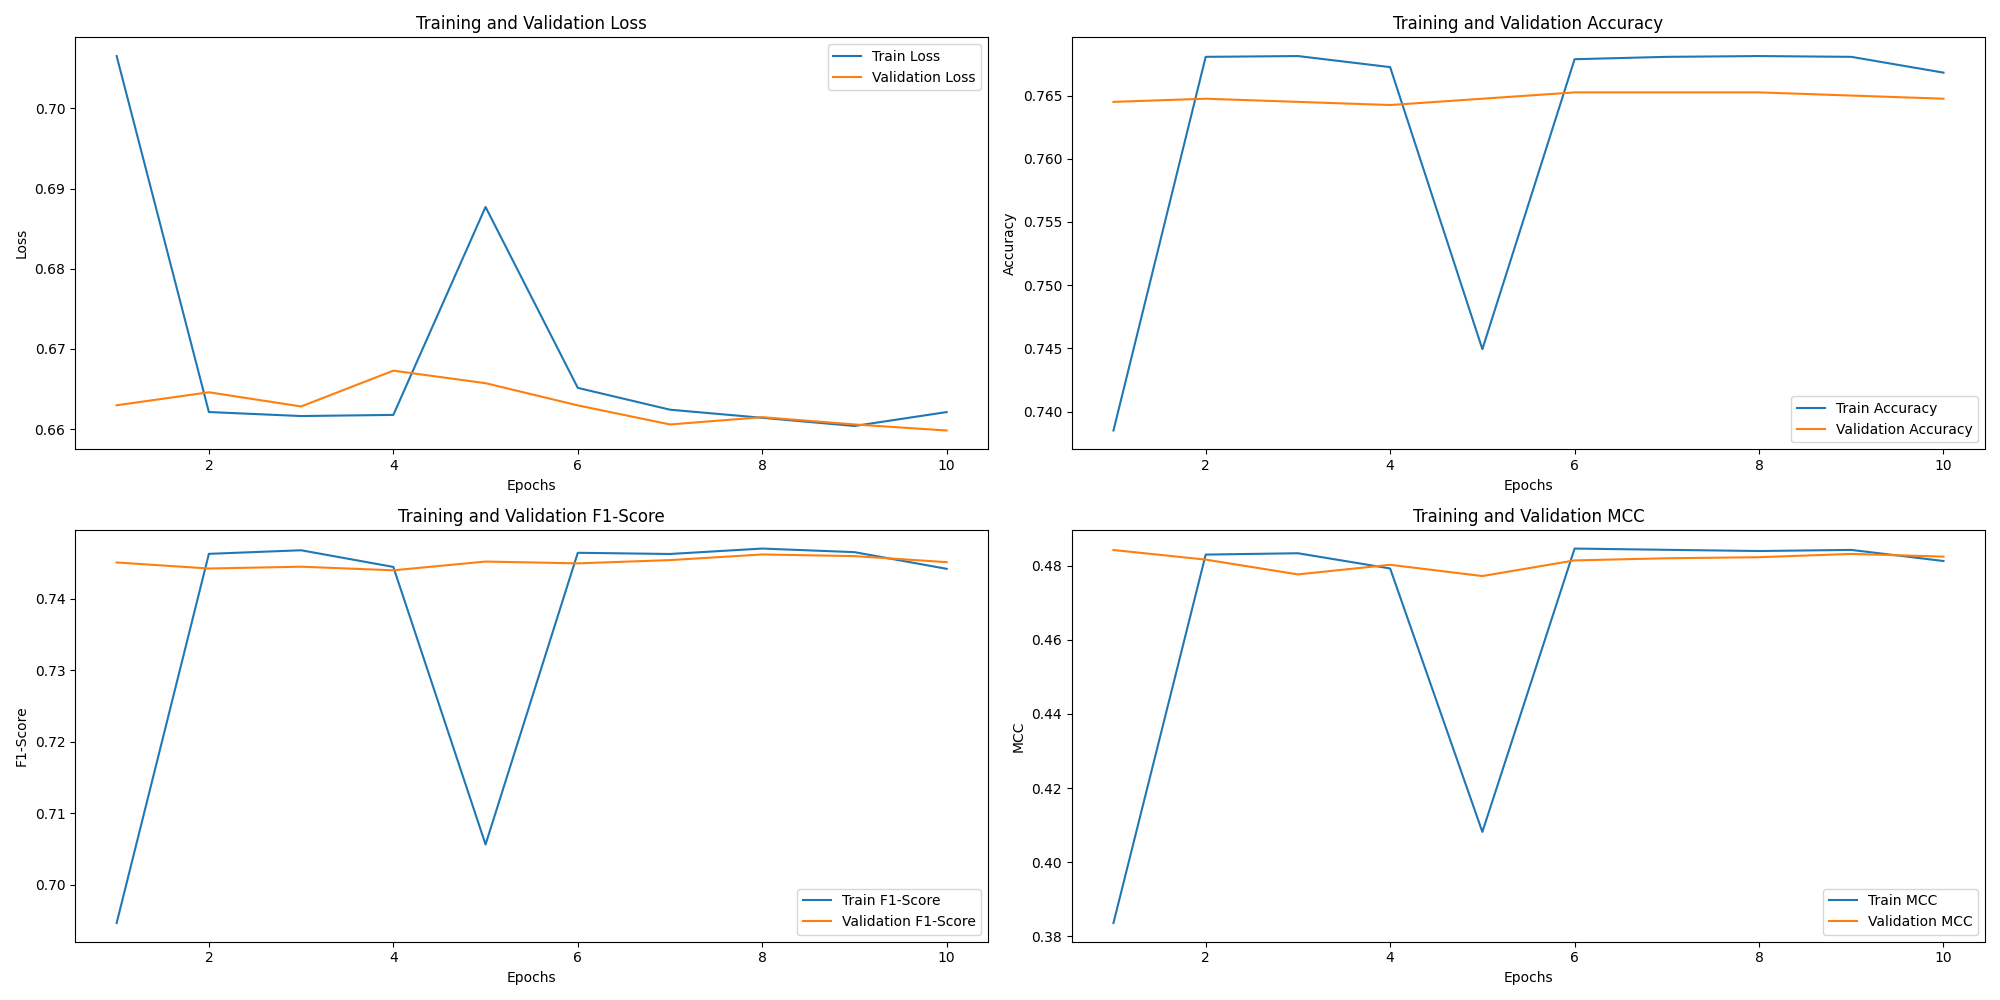 Training and Validation Loss
Train Loss
Validation Loss
0.70
0.69
0.68
0.67
0.66
Loss
2 4 6 8 10
Epochs
Training and Validation Accuracy
0.765
0.760
0.755
0.750
0.745
0.740
Accuracy
Train Accuracy
Validation Accuracy
2 4 6 8 10
Epochs
Training and Validation F1-Score
0.74
0.73
0.72
0.71
0.70
F1-Score
Train F1-Score
Validation F1-Score
2 4 6 8 10
Epochs
Training and Validation MCC
0.48
0.46
0.44
0.42
0.40
0.38
MCC
Train MCC
Validation MCC
2 4 6 8 10
Epochs